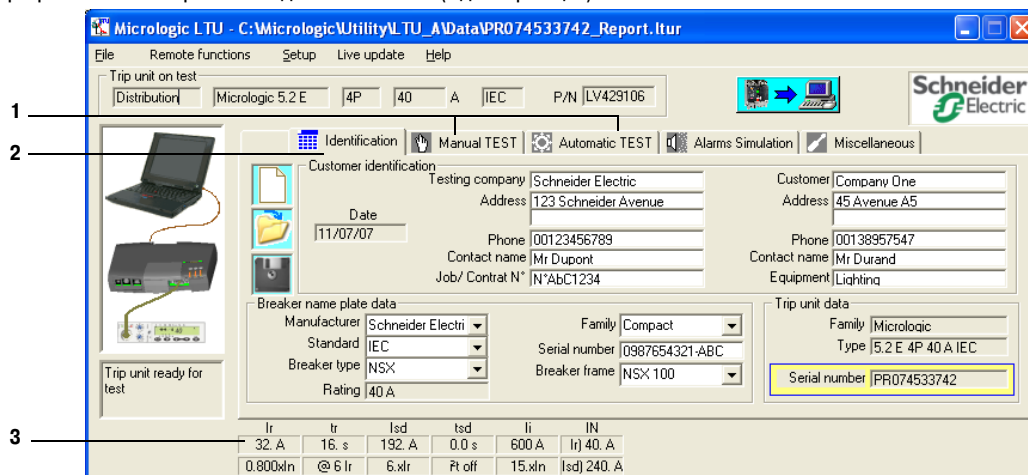 Micrologic LTU - C:\Micrologic\Utility\LTU_A\Data\PR074533742_Report.ltur
File Remote functions Setup Live update Help
Trip unit on test
Distribution Micrologic 5.2 E 4P 40 A IEC P/N LV429106
Schneider
Electric
1
2
Identification Manual TEST Automatic TEST Alarms Simulation Miscellaneous
Customer identification
Testing company Schneider Electric Customer Company One
Address 123 Schneider Avenue Address 45 Avenue A5
Date
11/07/07
Phone 00123456789 Phone 00138957547
Contact name Mr Dupont Contact name Mr Durand
Job/ Contrat N° N°AbC1234 Equipment Lighting
Breaker name plate data Trip unit data
Manufacturer Schneider Electri Family Compact Family Micrologic
Standard IEC Serial number 0987654321-ABC Type 5.2 E 4P 40 A IEC
Breaker type NSX Breaker frame NSX 100 Serial number PR074533742
Rating 40 A
Trip unit ready for
test
Ir tr Isd tsd Ii IN
3
32. A 16. s 192. A 0.0 s 600 A Ir) 40. A
0.800xIn @ 6 Ir 6.xIr I²t off 15.xIn Isd) 240. A